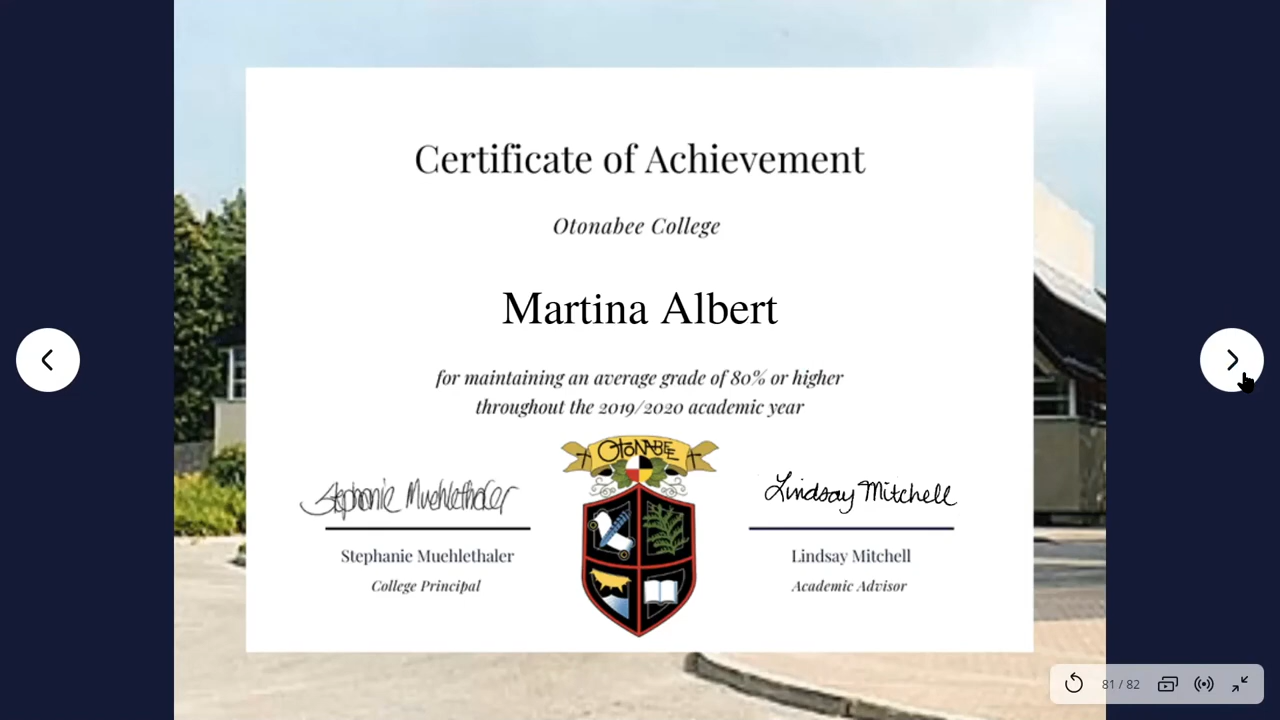 Certificate of Achievement
Otonabee College
Martina Albert
for maintaining an average grade of 80% or higher
throughout the 2019/2020 academic year
OTONABEE
Stephanie Muehlethaler
Lindsay Mitchell
Stephanie Muehlethaler
Lindsay Mitchell
College Principal
Academic Advisor
81 / 82